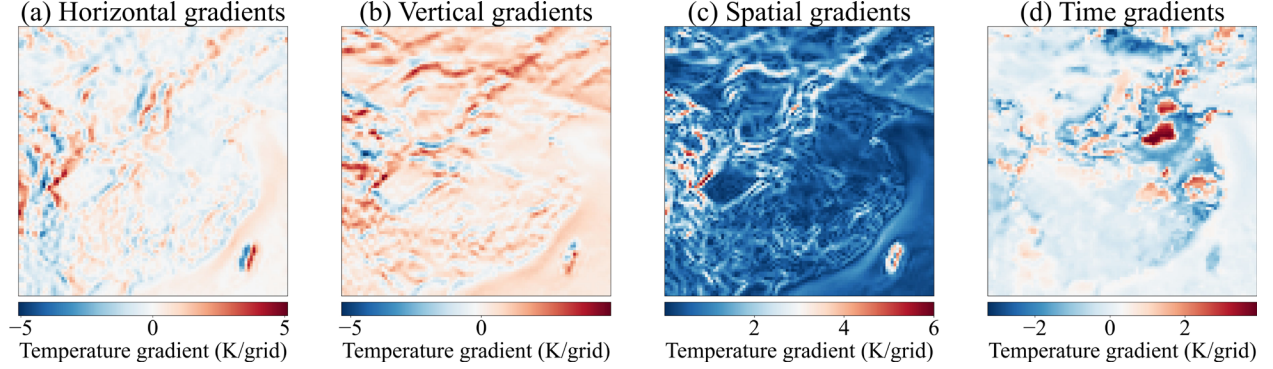 (a) Horizontal gradients
(b) Vertical gradients
(c) Spatial gradients
(d) Time gradients
−5 0 5
−5 0
2 4 6
−2 0 2
Temperature gradient (K/grid)
Temperature gradient (K/grid)
Temperature gradient (K/grid)
Temperature gradient (K/grid)